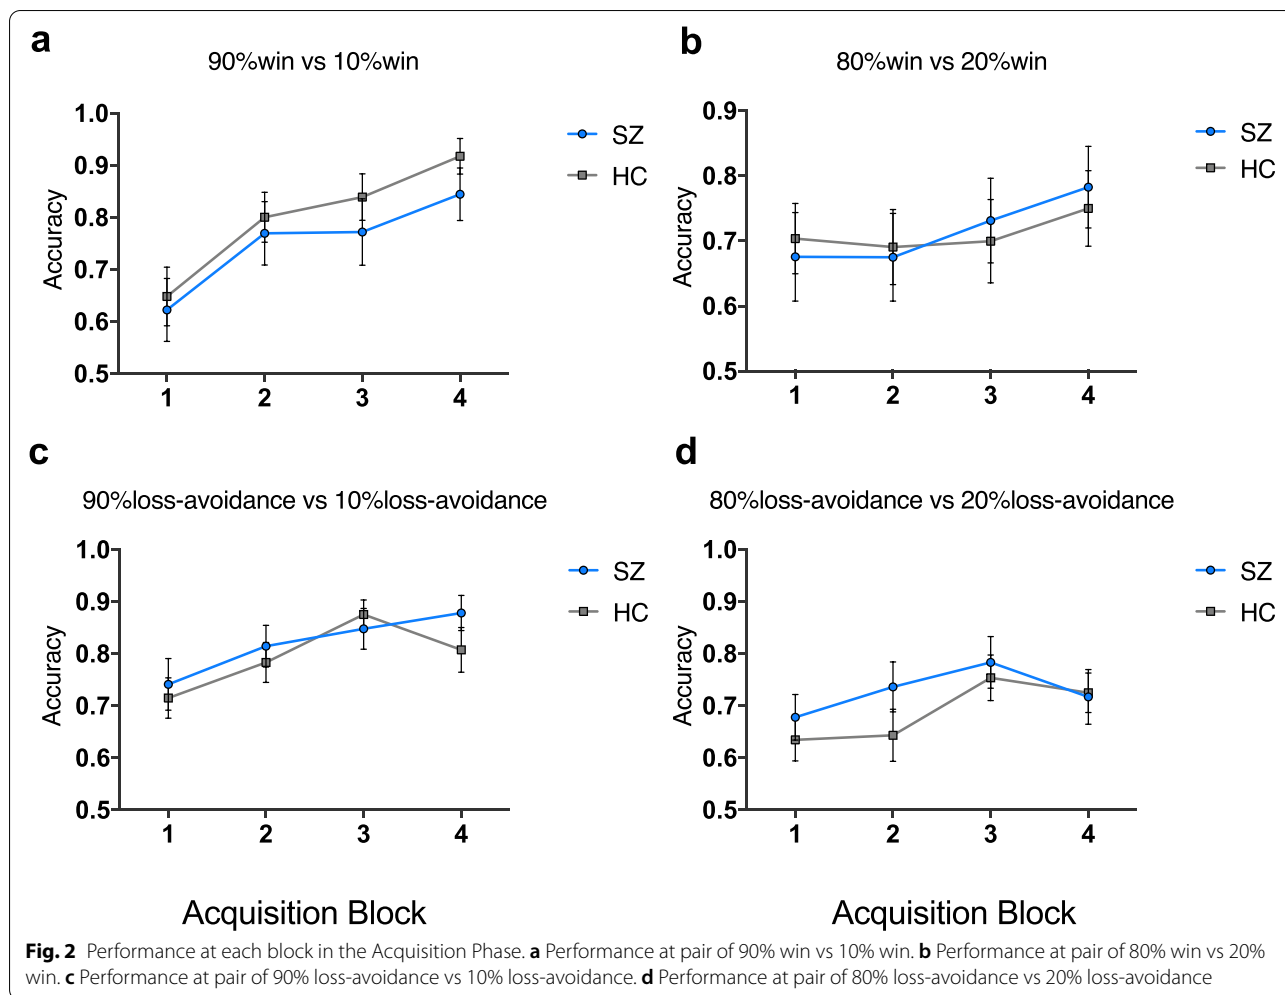 a
90%win vs 10%win
Accuracy
1.0
0.9
0.8
0.7
0.6
0.5
1 2 3 4
SZ
HC
b
80%win vs 20%win
Accuracy
0.9
0.8
0.7
0.6
0.5
1 2 3 4
SZ
HC
c
90%loss-avoidance vs 10%loss-avoidance
Accuracy
1.0
0.9
0.8
0.7
0.6
0.5
1 2 3 4
SZ
HC
Acquisition Block
d
80%loss-avoidance vs 20%loss-avoidance
Accuracy
1.0
0.9
0.8
0.7
0.6
0.5
1 2 3 4
SZ
HC
Acquisition Block
Fig. 2 Performance at each block in the Acquisition Phase. a Performance at pair of 90% win vs 10% win. b Performance at pair of 80% win vs 20%
win. c Performance at pair of 90% loss-avoidance vs 10% loss-avoidance. d Performance at pair of 80% loss-avoidance vs 20% loss-avoidance